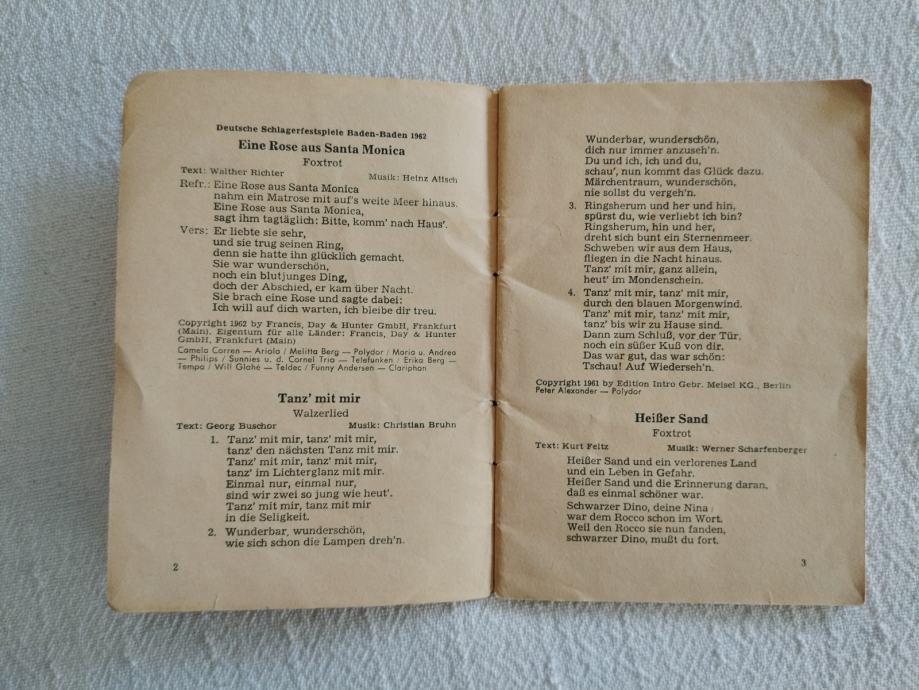 Deutsche Schlagerfestspiele Baden-Baden 1962
Eine Rose aus Santa Monica
Foxtrot
Text: Walther Richter Musik: Heinz Alisch
Refr.: Eine Rose aus Santa Monica
nahm ein Matrose mit auf's weite Meer hinaus.
Eine Rose aus Santa Monica,
sagt ihm tagtäglich: Bitte, komm' nach Haus'.
Vers: Er liebte sie sehr,
und sie trug seinen Ring,
denn sie hatte ihn glücklich gemacht.
Sie war wunderschön,
noch ein blutjunges Ding,
doch der Abschied, er kam über Nacht.
Sie brach eine Rose und sagte dabei:
Ich will auf dich warten, ich bleibe dir treu.
Copyright 1962 by Francis, Day & Hunter GmbH, Frankfurt
(Main). Eigentum für alle Länder: Francis, Day & Hunter
GmbH, Frankfurt (Main)
Camelo Corren — Ariola / Melitta Berg — Polydor / Maria u. Andrea
— Philips / Sunnies u. d. Cornel Trio — Telefunken / Erika Berg —
Tempo / Will Glahé — Teldec / Funny Andersen — Clariphan
Tanz' mit mir
Walzerlied
Text: Georg Buschor Musik: Christian Bruhn
1. Tanz' mit mir, tanz' mit mir,
tanz' den nächsten Tanz mit mir.
Tanz' mit mir, tanz' mit mir,
tanz' im Lichterglanz mit mir.
Einmal nur, einmal nur,
sind wir zwei so jung wie heut'.
Tanz' mit mir, tanz mit mir
in die Seligkeit.
2. Wunderbar, wunderschön,
wie sich schon die Lampen dreh'n.
2
Wunderbar, wunderschön,
dich nur immer anzuseh'n.
Du und ich, ich und du,
schau', nun kommt das Glück dazu.
Märchentraum, wunderschön,
nie sollst du vergeh'n.
3. Ringsherum und her und hin,
spürst du, wie verliebt ich bin?
Ringsherum, hin und her,
dreht sich bunt ein Sternenmeer.
Schweben wir aus dem Haus,
fliegen in die Nacht hinaus.
Tanz' mit mir, ganz allein,
heut' im Mondenschein.
4. Tanz' mit mir, tanz' mit mir,
durch den blauen Morgenwind.
Tanz' mit mir, tanz' mit mir,
tanz' bis wir zu Hause sind.
Dann zum Schluß, vor der Tür,
noch ein süßer Kuß von dir.
Das war gut, das war schön:
Tschau! Auf Wiederseh'n.
Copyright 1961 by Edition Intro Gebr. Meisel KG., Berlin
Peter Alexander — Polydor
Heißer Sand
Foxtrot
Text: Kurt Feltz Musik: Werner Scharfenberger
Heißer Sand und ein verlorenes Land
und ein Leben in Gefahr.
Heißer Sand und die Erinnerung daran,
daß es einmal schöner war.
Schwarzer Dino, deine Nina
war dem Rocco schon im Wort.
Weil den Rocco sie nun fanden,
schwarzer Dino, mußt du fort.
3